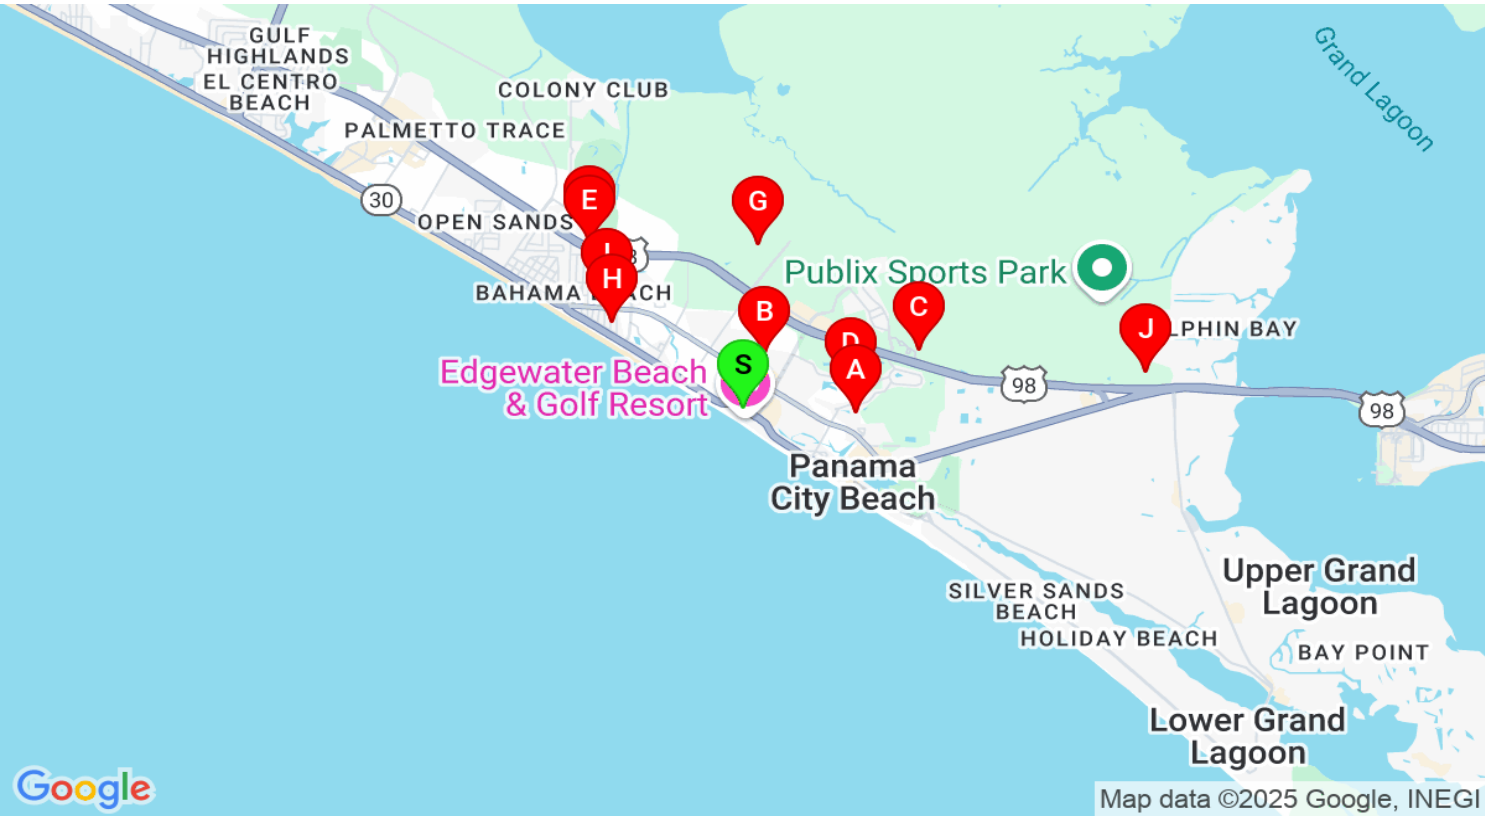 GULF
HIGHLANDS
EL CENTRO
BEACH
COLONY CLUB
PALMETTO TRACE
Grand Lagoon
30
OPEN SANDS
E
G
H
BAHAMA
B
C
D
A
J
S
Publix Sports Park
Edgewater Beach
& Golf Resort
98
98
Panama
City Beach
SILVER SANDS
BEACH
HOLIDAY BEACH
Upper Grand
Lagoon
BAY POINT
Lower Grand
Lagoon
Google
Map data ©2025 Google, INEGI